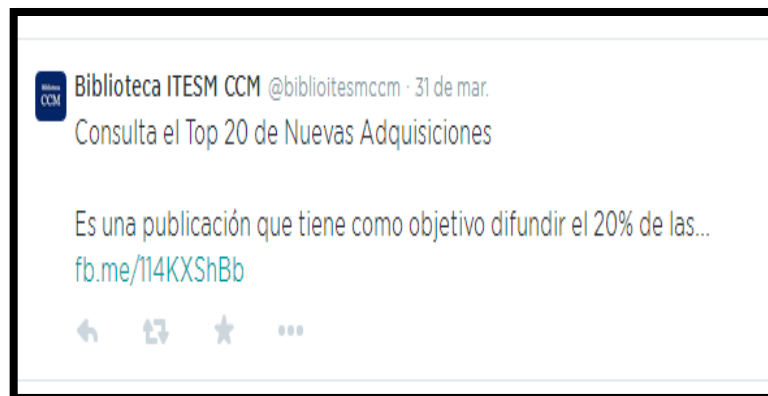 Biblioteca ITESM CCM @biblioitesmccm · 31 de mar.
CCM
Consulta el Top 20 de Nuevas Adquisiciones
Es una publicación que tiene como objetivo difundir el 20% de las...
fb.me/114KXShBb